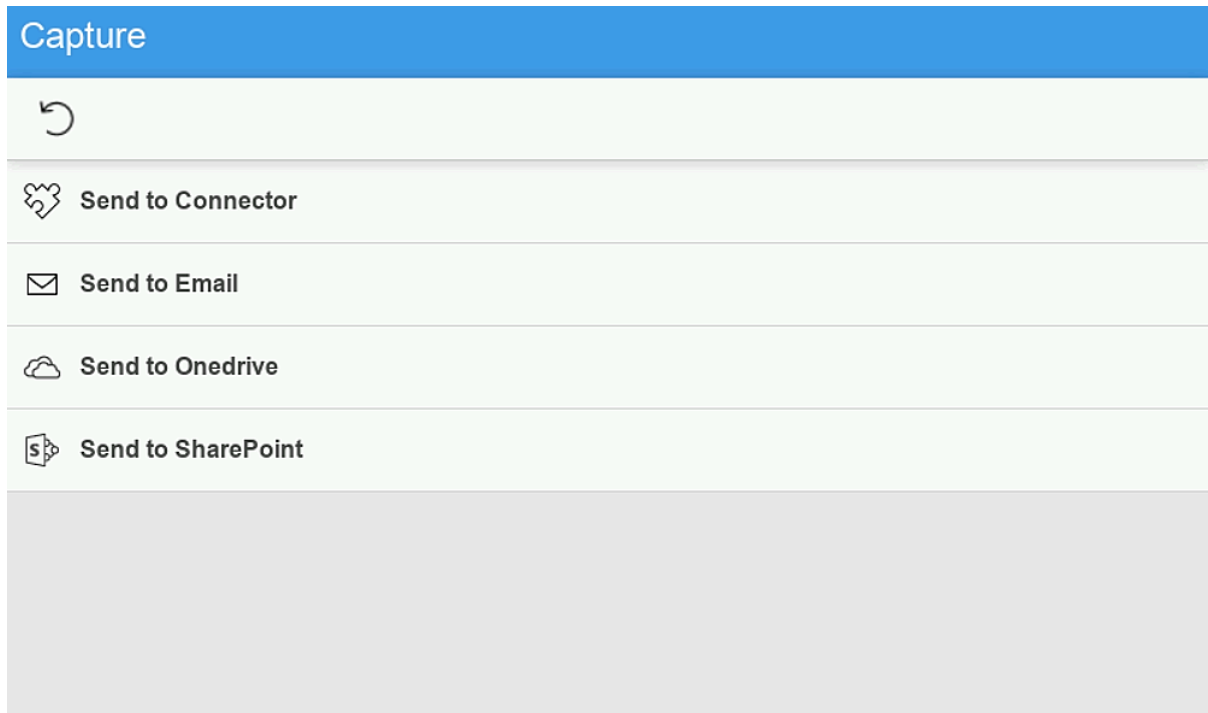 Capture
Send to Connector
Send to Email
Send to Onedrive
S Send to SharePoint